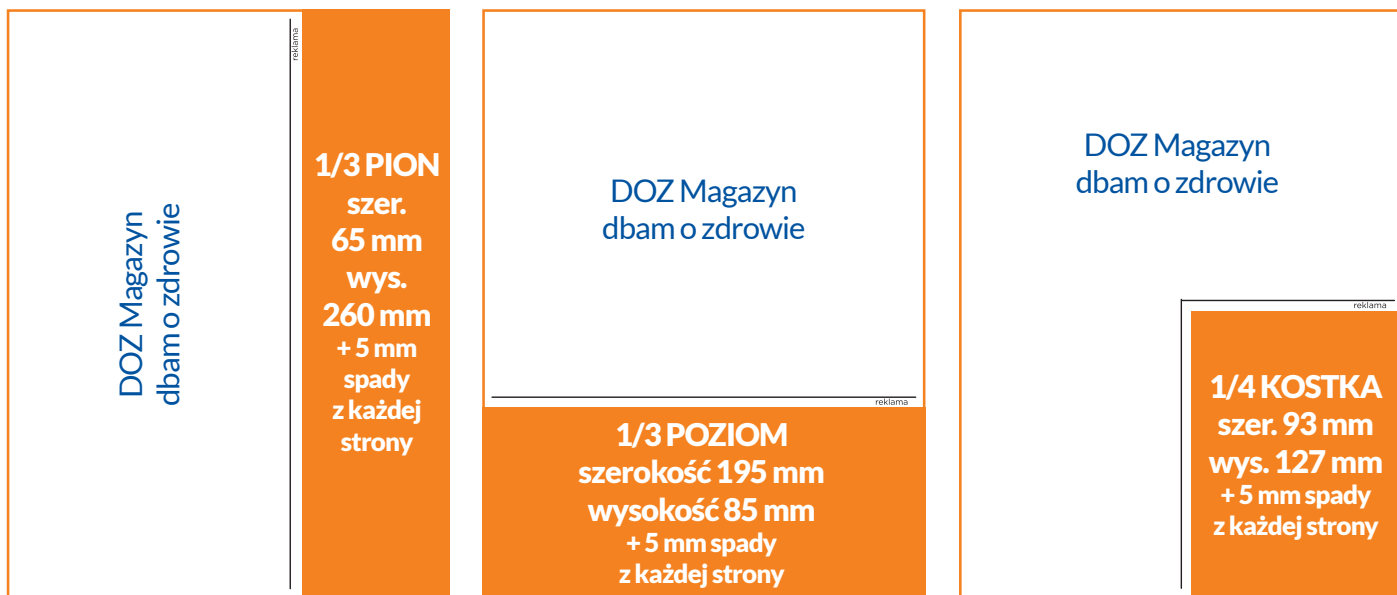 DOZ Magazyn
dbam o zdrowie
reklama
1/3 PION
szer.
65 mm
wys.
260 mm
+ 5 mm
spady
z każdej
strony
DOZ Magazyn
dbam o zdrowie
reklama
1/3 POZIOM
szerokość 195 mm
wysokość 85 mm
+ 5 mm spady
z każdej strony
DOZ Magazyn
dbam o zdrowie
reklama
1/4 KOSTKA
szer. 93 mm
wys. 127 mm
+ 5 mm spady
z każdej strony